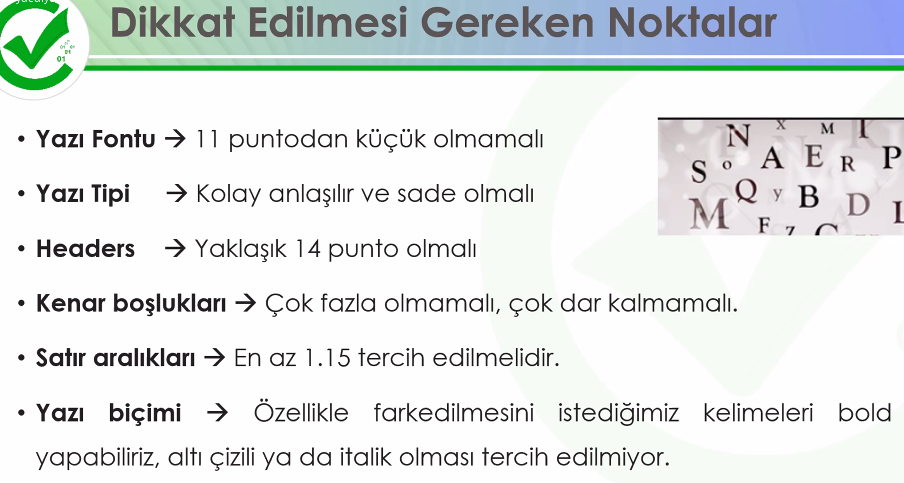 Dikkat Edilmesi Gereken Noktalar
01
• Yazı Fontu → 11 puntodan küçük olmamalı
• Yazı Tipi → Kolay anlaşılır ve sade olmalı
• Headers → Yaklaşık 14 punto olmalı
• Kenar boşlukları → Çok fazla olmamalı, çok dar kalmamalı.
• Satır aralıkları → En az 1.15 tercih edilmelidir.
• Yazı biçimi → Özellikle farkedilmesini istediğimiz kelimeleri bold
yapabiliriz, altı çizili ya da italik olması tercih edilmiyor.
N X M I
S o A E R P
M Q y B D L
F Z G